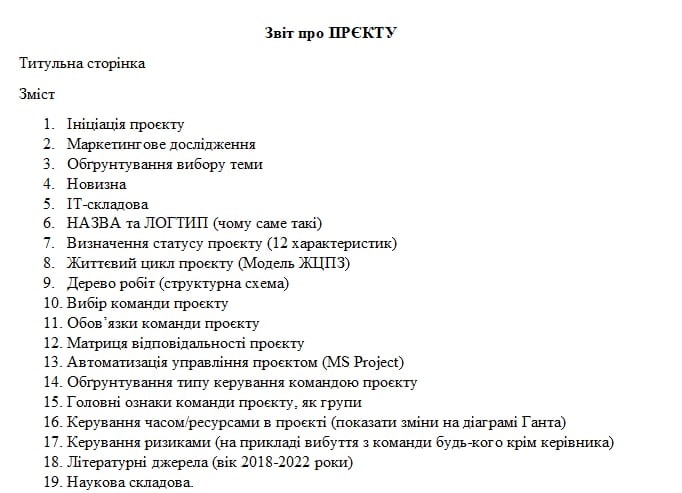 Звіт про ПРЄКТУ
Титульна сторінка
Зміст
1. Ініціація проєкту
2. Маркетингове дослідження
3. Обґрунтування вибору теми
4. Новизна
5. ІТ-складова
6. НАЗВА та ЛОГТИП (чому саме такі)
7. Визначення статусу проєкту (12 характеристик)
8. Життєвий цикл проєкту (Модель ЖЦПЗ)
9. Дерево робіт (структурна схема)
10. Вибір команди проєкту
11. Обов’язки команди проєкту
12. Матриця відповідальності проєкту
13. Автоматизація управління проєктом (MS Project)
14. Обґрунтування типу керування командою проєкту
15. Головні ознаки команди проєкту, як групи
16. Керування часом/ресурсами в проєкті (показати зміни на діаграмі Ганта)
17. Керування ризиками (на прикладі вибуття з команди будь-кого крім керівника)
18. Літературні джерела (вік 2018-2022 роки)
19. Наукова складова.